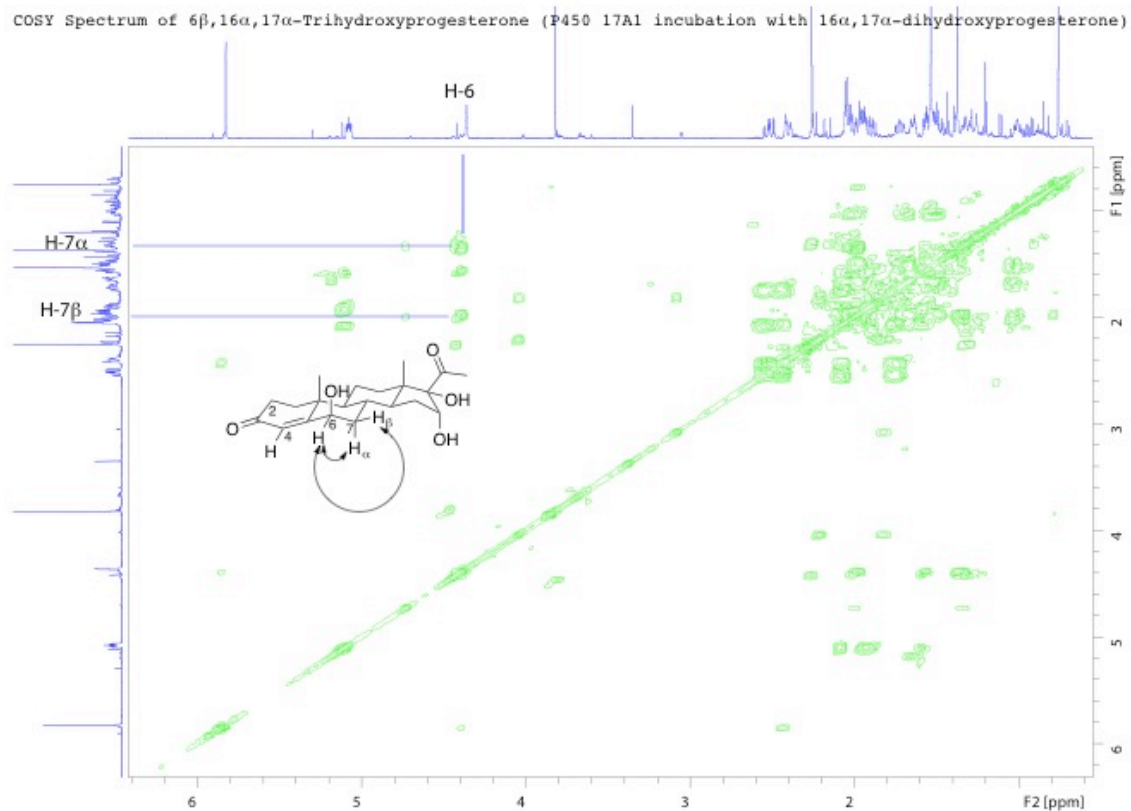 COSY Spectrum of 6β,16α,17α-Trihydroxyprogesterone (P450 17A1 incubation with 16α,17α-dihydroxyprogesterone)
H-6
F1 [ppm]
H-7α
H-7β
2
3
4
5
6
O
OH
OH
OH
O
2
4
6
7
H
H
H α
H β
6
5
4
3
2
F2 [ppm]